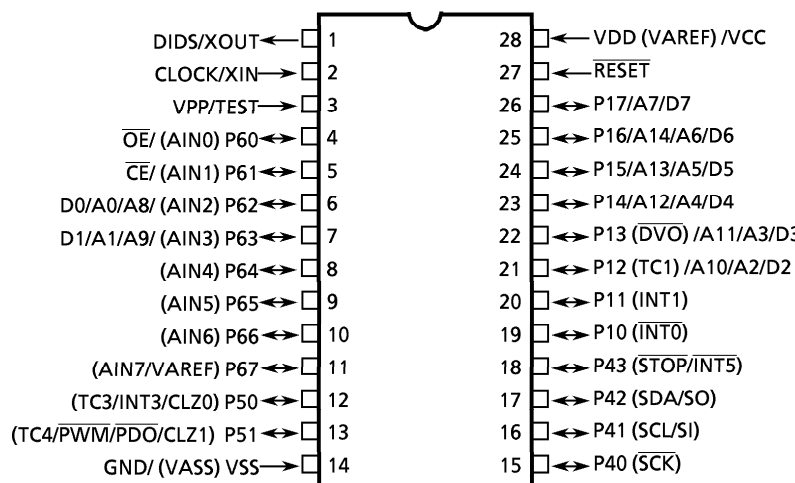 DIDS/XOUT 1 28 VDD (VAREF) /VCC
CLOCK/XIN 2 27 RESET
VPP/TEST 3 26 P17/A7/D7
OE/ (AIN0) P60 4 25 P16/A14/A6/D6
CE/ (AIN1) P61 5 24 P15/A13/A5/D5
D0/A0/A8/ (AIN2) P62 6 23 P14/A12/A4/D4
D1/A1/A9/ (AIN3) P63 7 22 P13 (DVO) /A11/A3/D3
(AIN4) P64 8 21 P12 (TC1) /A10/A2/D2
(AIN5) P65 9 20 P11 (INT1)
(AIN6) P66 10 19 P10 (INT0)
(AIN7/VAREF) P67 11 18 P43 (STOP/INT5)
(TC3/INT3/CLZ0) P50 12 17 P42 (SDA/SO)
(TC4/PWM/PDO/CLZ1) P51 13 16 P41 (SCL/SI)
GND/ (VASS) VSS 14 15 P40 (SCK)